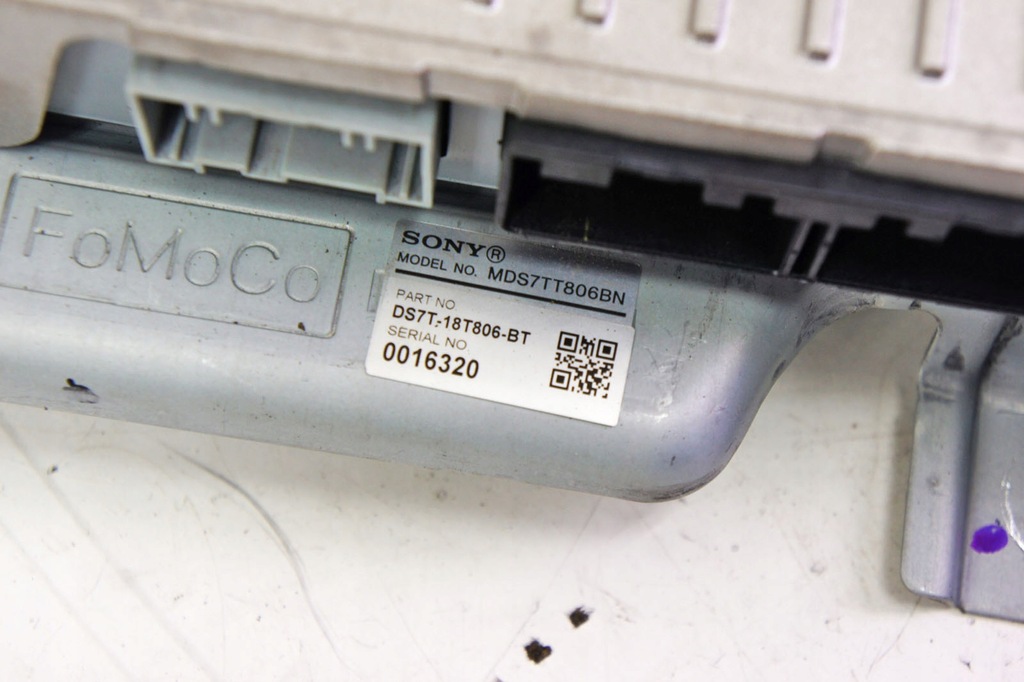 FoMoCo
SONY®
MODEL NO. MDS7TT806BN
PART NO
DS7T-18T806-BT
SERIAL NO
0016320